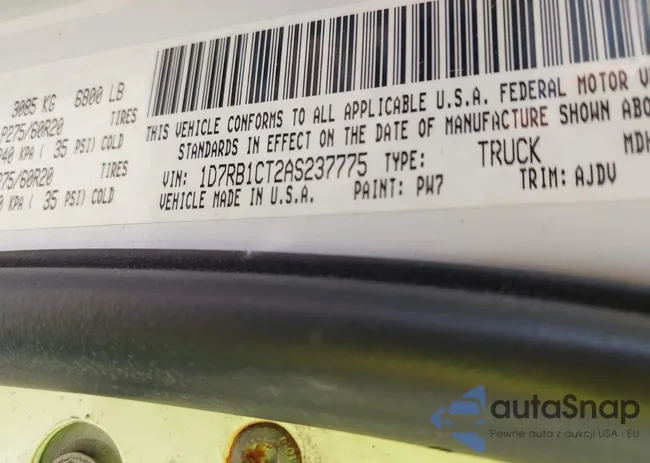 3085 KG 6800 LB
P275/60R20 TIRES
240 KPA ( 35 PSI) COLD
275/60R20 TIRES
KPA ( 35 PSI) COLD
THIS VEHICLE CONFORMS TO ALL APPLICABLE U.S.A. FEDERAL MOTOR
STANDARDS IN EFFECT ON THE DATE OF MANUFACTURE SHOWN ABO
VIN: 1D7RB1CT2AS237775 TYPE: TRUCK MDH
VEHICLE MADE IN U.S.A. PAINT: PW7 TRIM: AJDV
autaSnap
Pewne auta z aukcji USA i EU